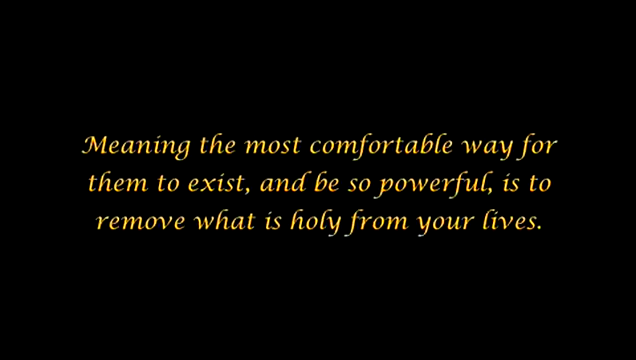 Meaning the most comfortable way for
them to exist, and be so powerful, is to
remove what is holy from your lives.